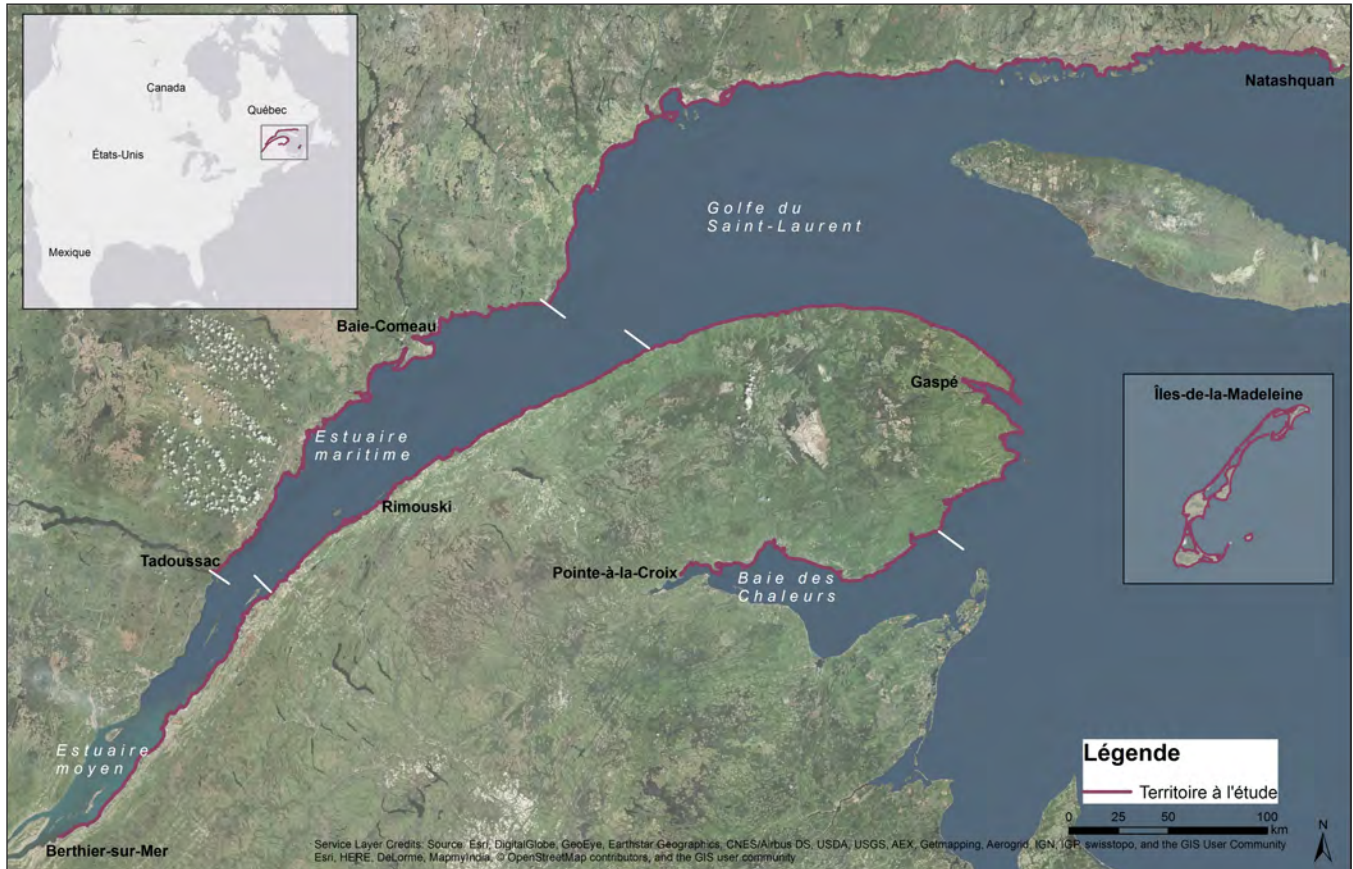 Canada
Québec
États-Unis
Mexique
Natashquan
Golfe du
Saint-Laurent
Baie-Comeau
Gaspé
Îles-de-la-Madeleine
Estuaire
maritime
Rimouski
Tadoussac
Pointe-à-la-Croix
Baie des
Chaleurs
Estuaire
moyen
Berthier-sur-Mer
Légende
Territoire à l'étude
0 25 50 100
km
N
Service Layer Credits: Source: Esri, DigitalGlobe, GeoEye, Earthstar Geographics, CNES/Airbus DS, USDA, USGS, AEX, Getmapping, Aerogrid, IGN, IGP, swisstopo, and the GIS User Community
Esri, HERE, DeLorme, MapmyIndia, © OpenStreetMap contributors, and the GIS user community